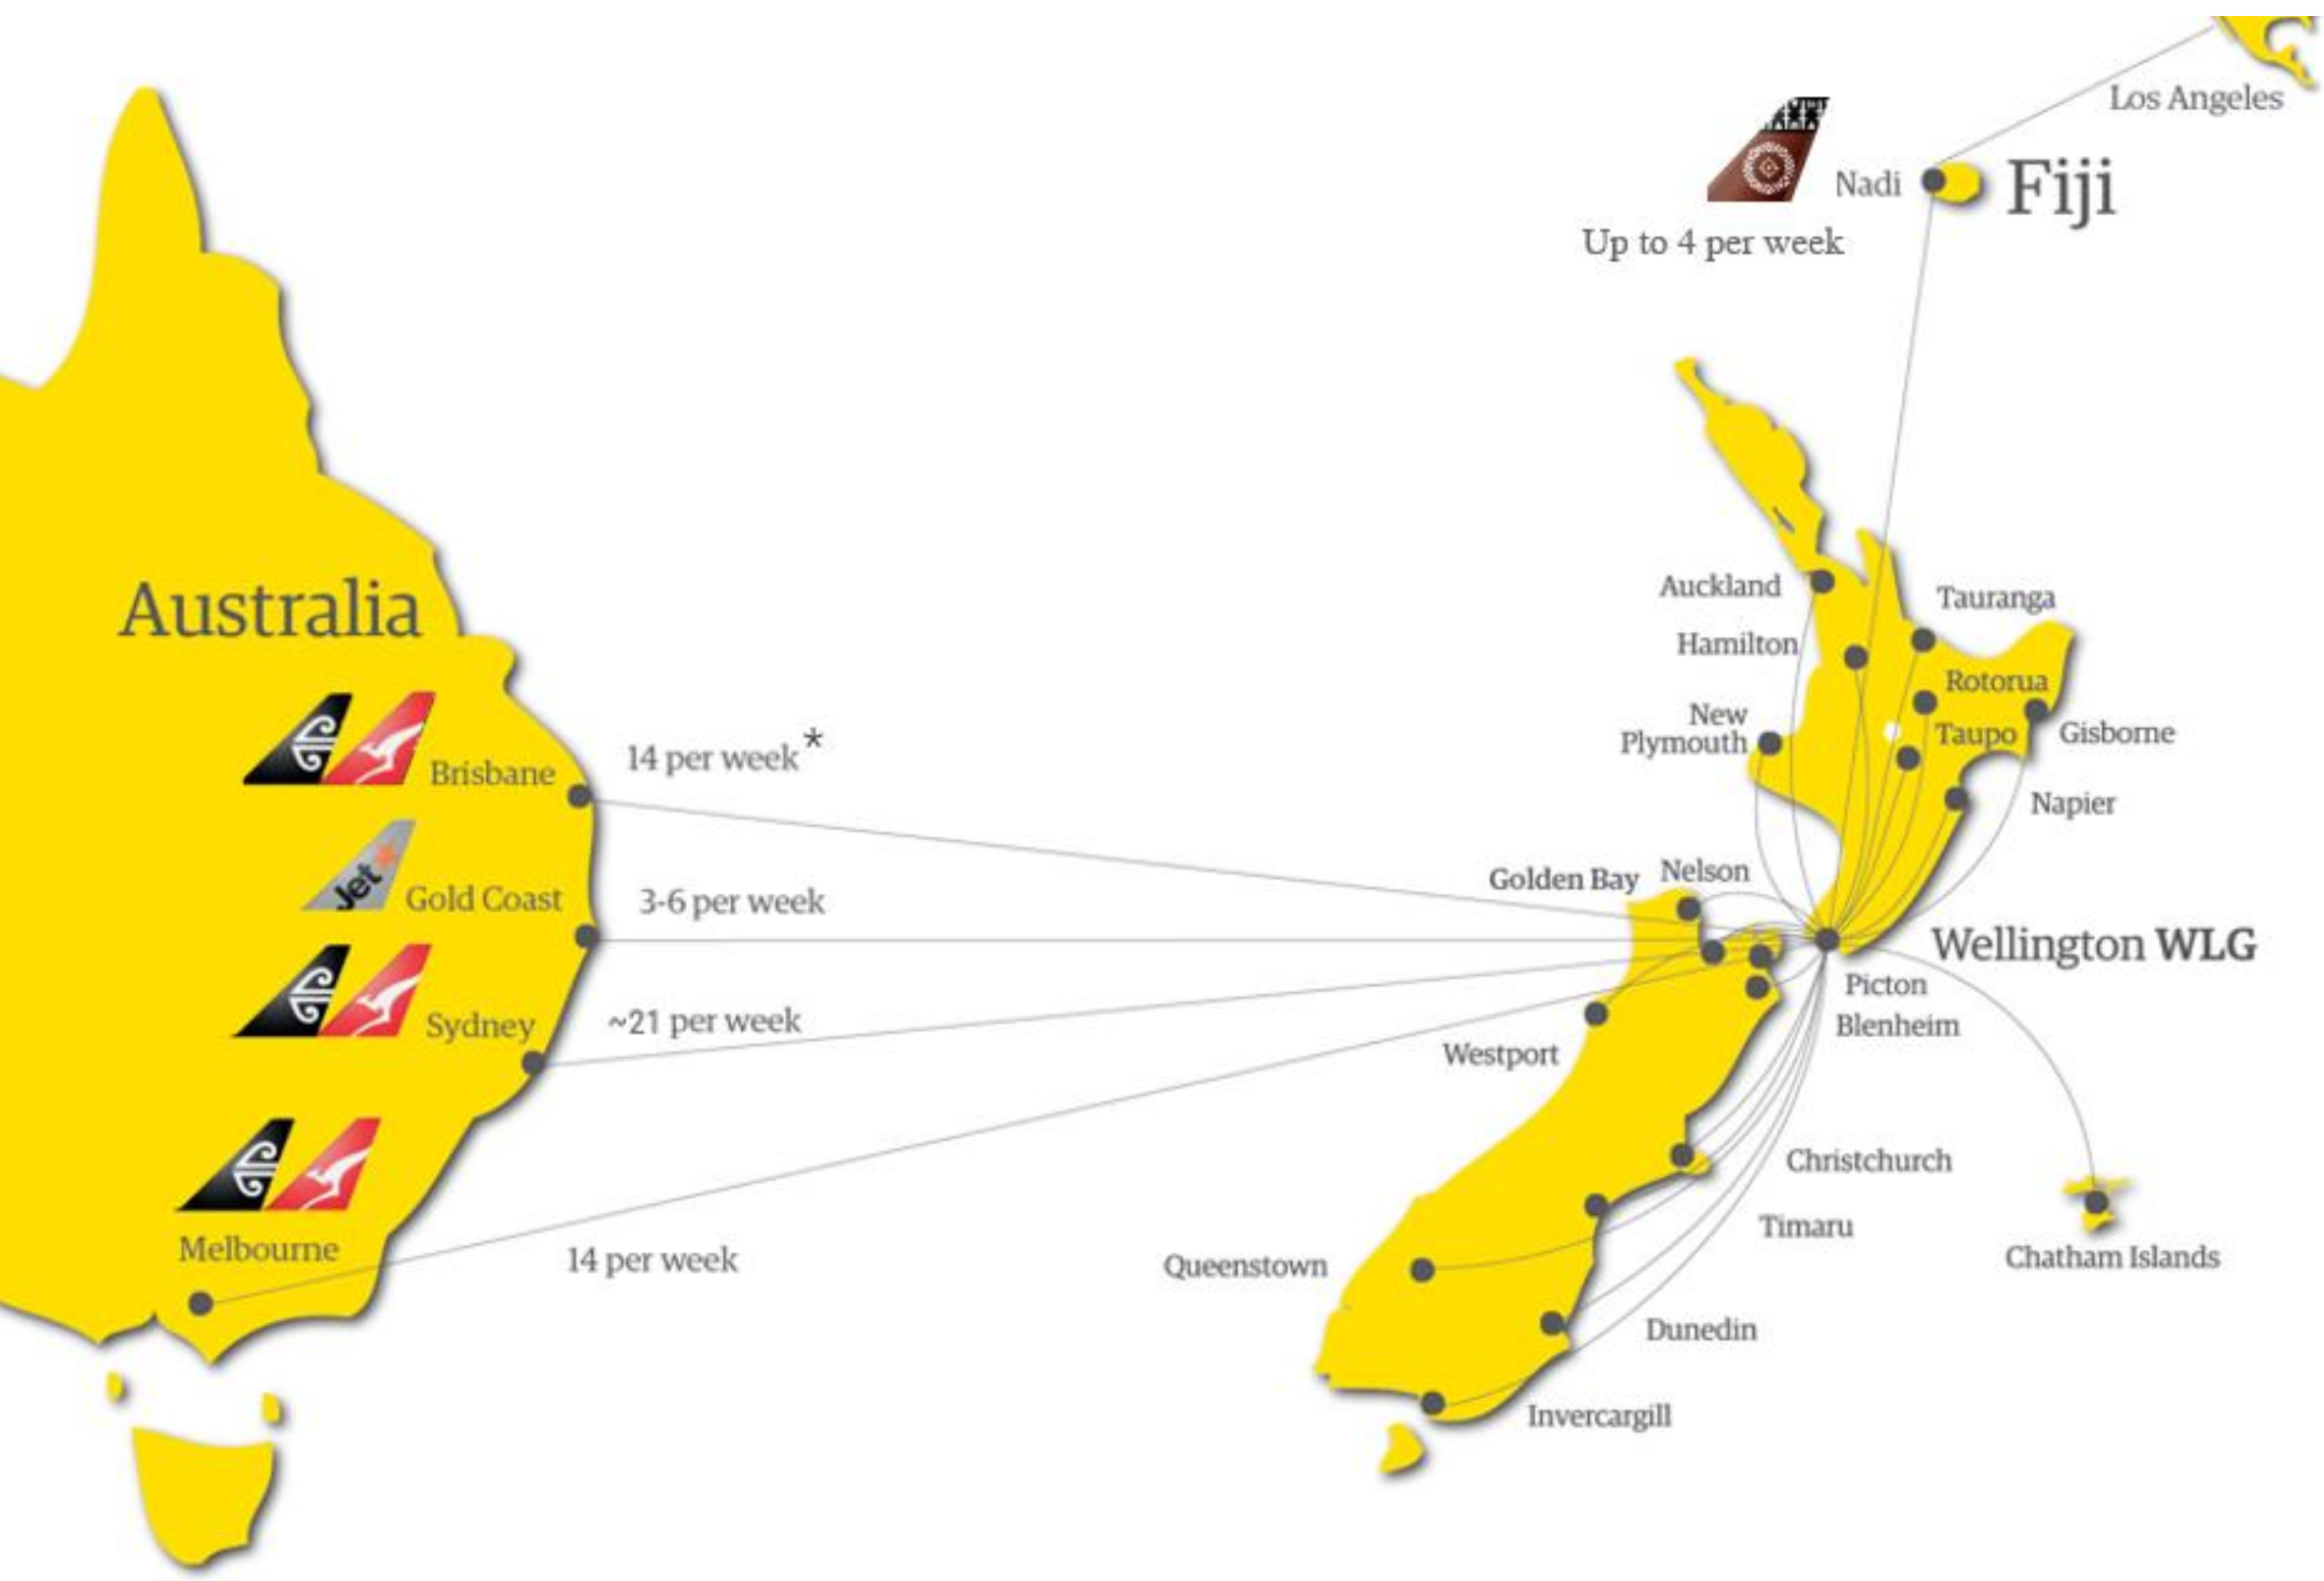 Los Angeles
Nadi
Fiji
Up to 4 per week
Australia
Auckland
Tauranga
Hamilton
Rotorua
New
Plymouth
Taupo
Gisborne
Brisbane
14 per week*
Napier
Jet
Gold Coast
3-6 per week
Golden Bay
Nelson
Wellington WLG
Picton
Blenheim
Sydney
~21 per week
Westport
Christchurch
Timaru
Chatham Islands
Melbourne
14 per week
Queenstown
Dunedin
Invercargill